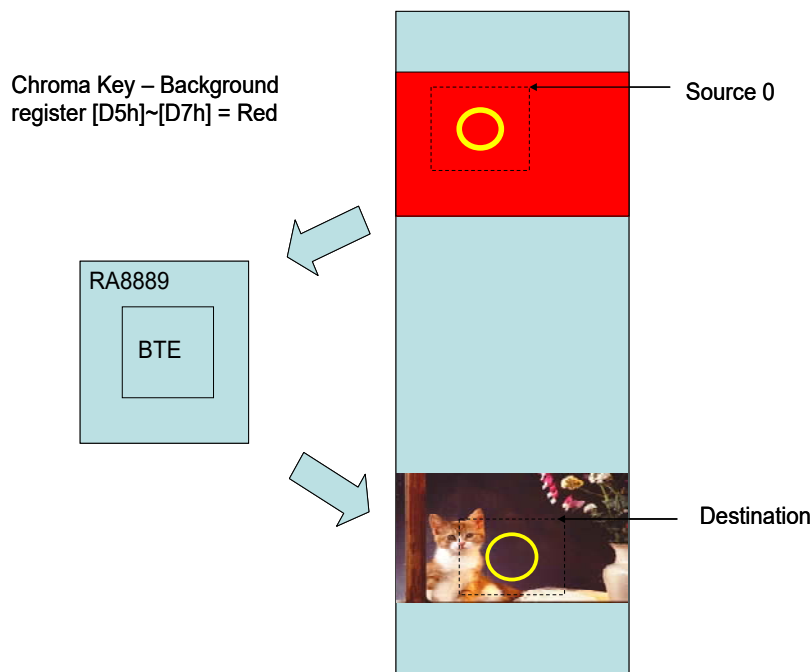 Chroma Key – Background
register [D5h]~[D7h] = Red
Source 0
RA8889
BTE
Destination